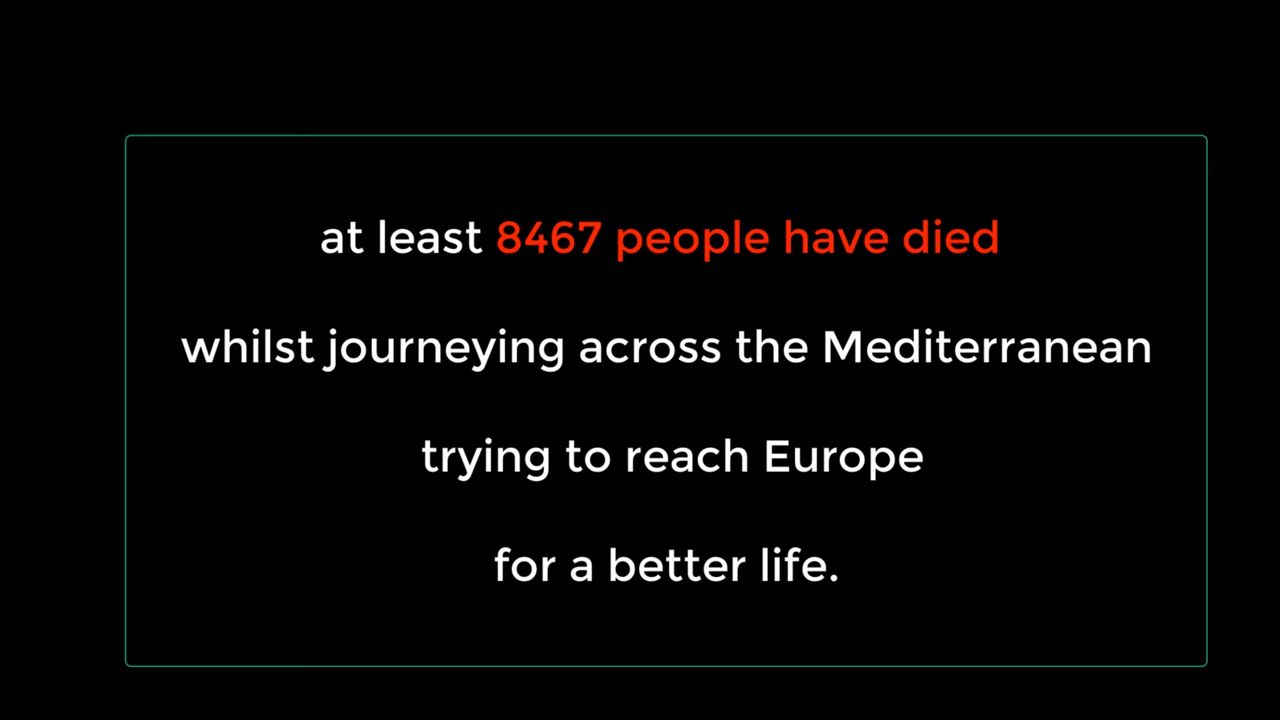 at least 8467 people have died
whilst journeying across the Mediterranean
trying to reach Europe
for a better life.